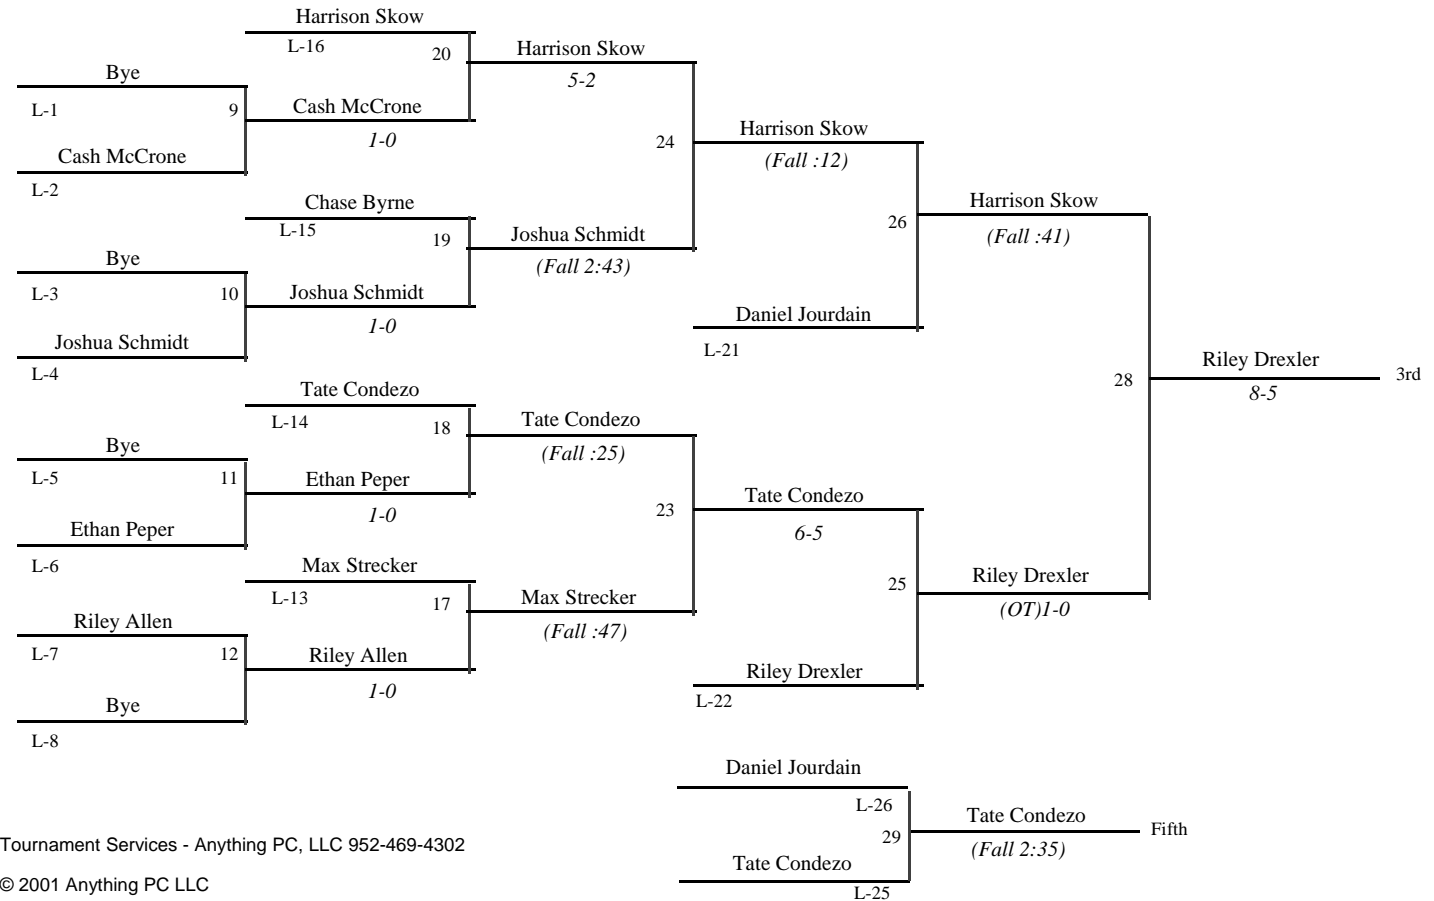 Harrison Skow
L-16
20
Harrison Skow
5-2
Bye
L-1
9
Cash McCrone
1-0
Cash McCrone
L-2
24
Harrison Skow
(Fall :12)
Chase Byrne
L-15
19
Joshua Schmidt
(Fall 2:43)
26
Harrison Skow
(Fall :41)
Bye
L-3
10
Joshua Schmidt
1-0
Joshua Schmidt
L-4
Daniel Jourdain
L-21
28
Riley Drexler
8-5
3rd
Tate Condezo
L-14
18
Tate Condezo
(Fall :25)
Bye
L-5
11
Ethan Peper
1-0
Ethan Peper
L-6
23
Tate Condezo
6-5
Max Strecker
L-13
17
Max Strecker
(Fall :47)
25
Riley Drexler
(OT)1-0
Riley Allen
L-7
12
Riley Allen
1-0
Bye
L-8
Riley Drexler
L-22
Daniel Jourdain
L-26
29
Tate Condezo
(Fall 2:35)
Fifth
Tate Condezo
L-25
Tournament Services - Anything PC, LLC 952-469-4302
© 2001 Anything PC LLC